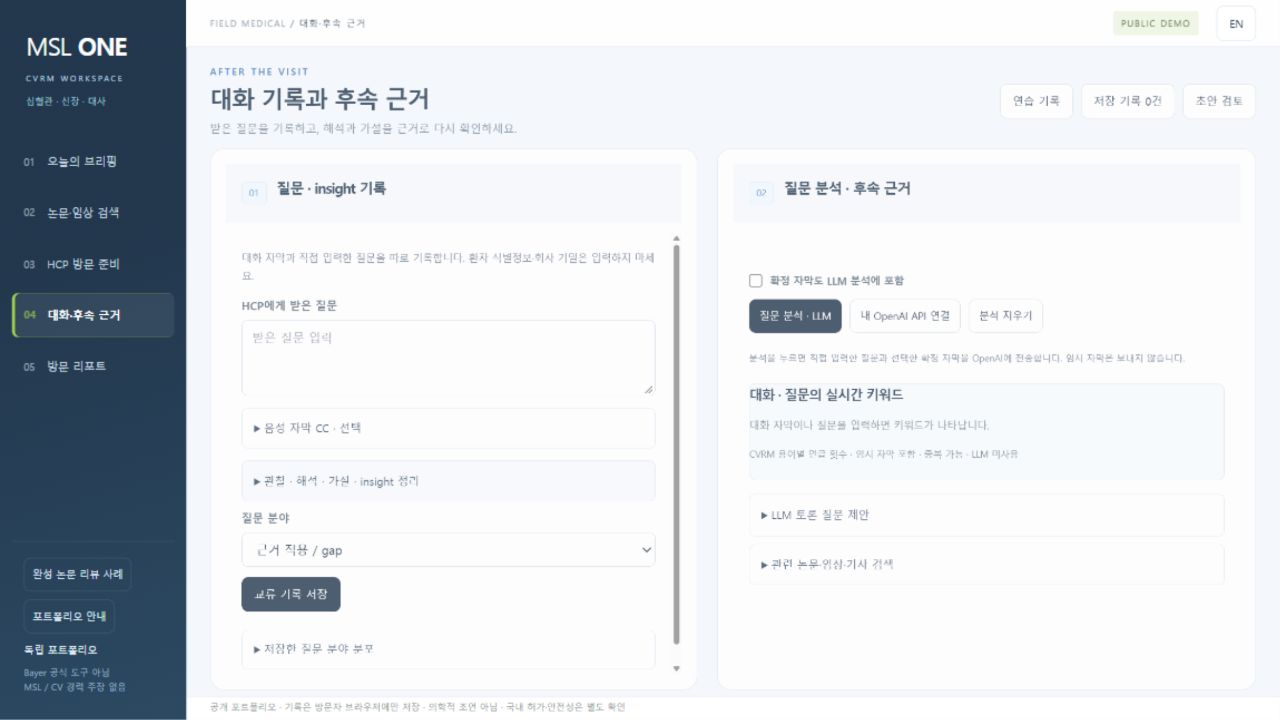 MSL ONE
CVRM WORKSPACE
심혈관 · 신장 · 대사
01 오늘의 브리핑
02 논문·임상 검색
03 HCP 방문 준비
04 대화·후속 근거
05 방문 리포트
완성 논문 리뷰 사례
포트폴리오 안내
독립 포트폴리오
Bayer 공식 도구 아님
MSL / CV 경력 주장 없음
FIELD MEDICAL / 대화·후속 근거
PUBLIC DEMO
EN
AFTER THE VISIT
대화 기록과 후속 근거
받은 질문을 기록하고, 해석과 가설을 근거로 다시 확인하세요.
연습 기록
저장 기록 0건
초안 검토
01 질문 · insight 기록
대화 자막과 직접 입력한 질문을 따로 기록합니다. 환자 식별정보·회사 기밀은 입력하지 마세
요.
HCP에게 받은 질문
받은 질문 입력
▶ 음성 자막 CC · 선택
▶ 관찰 · 해석 · 가설 · insight 정리
질문 분야
근거 적용 / gap
교류 기록 저장
▶ 저장한 질문 분야 분포
02 질문 분석 · 후속 근거
확정 자막도 LLM 분석에 포함
질문 분석 · LLM
내 OpenAI API 연결
분석 지우기
분석을 누르면 직접 입력한 질문과 선택한 확정 자막을 OpenAI에 전송합니다. 임시 자막은 보내지 않습니다.
대화 · 질문의 실시간 키워드
대화 자막이나 질문을 입력하면 키워드가 나타납니다.
CVRM 용어별 언급 횟수 · 임시 자막 포함 · 중복 가능 · LLM 미사용
▶ LLM 토론 질문 제안
▶ 관련 논문·임상·기사 검색
공개 포트폴리오 · 기록은 방문자 브라우저에만 저장 · 의학적 조언 아님 · 국내 허가·안전성은 별도 확인